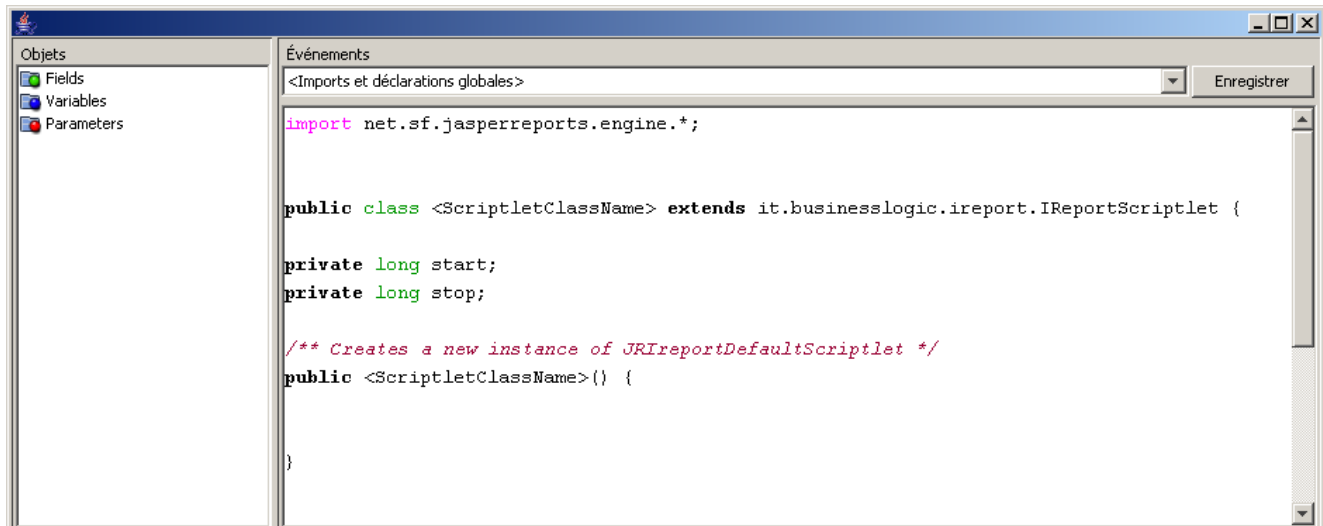 Objets
Fields
Variables
Parameters
Événements
<Imports et déclarations globales>
Enregistrer
import net.sf.jasperreports.engine.*;
public class <ScriptletClassName> extends it.businesslogic.ireport.IReportScriptlet {
private long start;
private long stop;
/** Creates a new instance of JRIreportDefaultScriptlet */
public <ScriptletClassName>() {
}